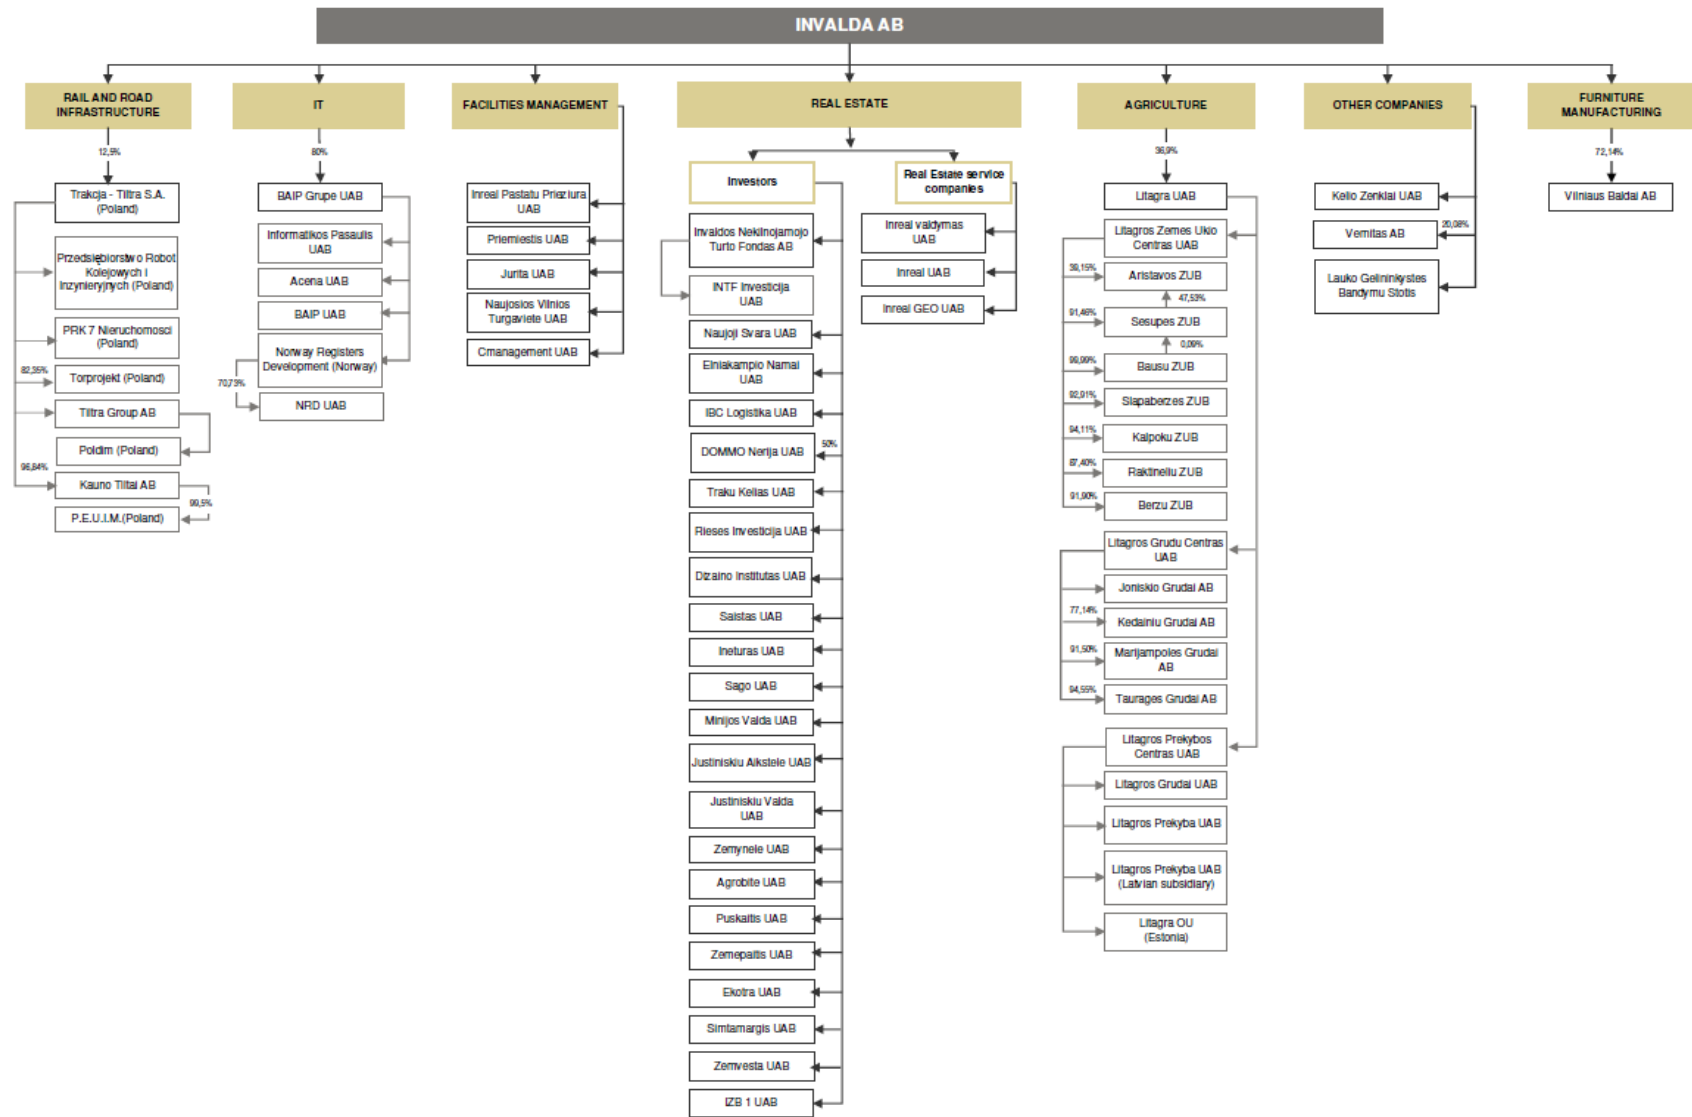 INVALDA AB
RAIL AND ROAD
INFRASTRUCTURE
12,5%
Trakcja - Tiltra S.A.
(Poland)
Przedsiębiorstwo Robot
Kolejowych i
Inzynieryjnych (Poland)
PRK 7 Nieruchomosci
(Poland)
82,35%
Torprojekt (Poland)
Tiltra Group AB
Poldim (Poland)
96,84%
Kauno Tiltai AB
99,5%
P.E.U.I.M.(Poland)
IT
80%
BAIP Grupe UAB
Informatikos Pasaulis
UAB
Acena UAB
BAIP UAB
Norway Registers
Development (Norway)
70,73%
NRD UAB
FACILITIES MANAGEMENT
Inreal Pastatu Prieziura
UAB
Priemiestis UAB
Jurita UAB
Naujosios Vilnios
Turgaviete UAB
Cmanagement UAB
REAL ESTATE
Investors
Invaldos Nekilnojamojo
Turto Fondas AB
INTF Investicija
UAB
Naujoji Svara UAB
Elniakampio Namai
UAB
IBC Logistika UAB
50%
DOMMO Nerija UAB
Traku Kelias UAB
Rieses Investicija UAB
Dizaino Institutas UAB
Saistas UAB
Ineturas UAB
Sago UAB
Minijos Valda UAB
Justiniskiu Aikstele UAB
Justiniskiu Valda
UAB
Zemynele UAB
Agrobite UAB
Puskaitis UAB
Zemepaitis UAB
Ekotra UAB
Simtamargis UAB
Zemvesta UAB
IZB 1 UAB
Real Estate service
companies
Inreal valdymas
UAB
Inreal UAB
Inreal GEO UAB
AGRICULTURE
36,9%
Litagra UAB
Litagros Zemes Ukio
Centras UAB
39,15%
Aristavos ZUB
47,53%
91,46%
Sesupes ZUB
0,09%
99,99%
Bausu ZUB
92,91%
Siapaberzes ZUB
94,11%
Kalpoku ZUB
87,40%
Raktineliu ZUB
91,90%
Berzu ZUB
Litagros Grudu Centras
UAB
Joniskio Grudai AB
77,14%
Kedainiu Grudai AB
91,50%
Marijampoles Grudai
AB
94,55%
Taurages Grudai AB
Litagros Prekybos
Centras UAB
Litagros Grudai UAB
Litagros Prekyba UAB
Litagros Prekyba UAB
(Latvian subsidiary)
Litagra OU
(Estonia)
OTHER COMPANIES
Kelio Zenklai UAB
20,08%
Vernitas AB
Lauko Gelininkystes
Bandymu Stotis
FURNITURE
MANUFACTURING
72,14%
Vilniaus Baldai AB